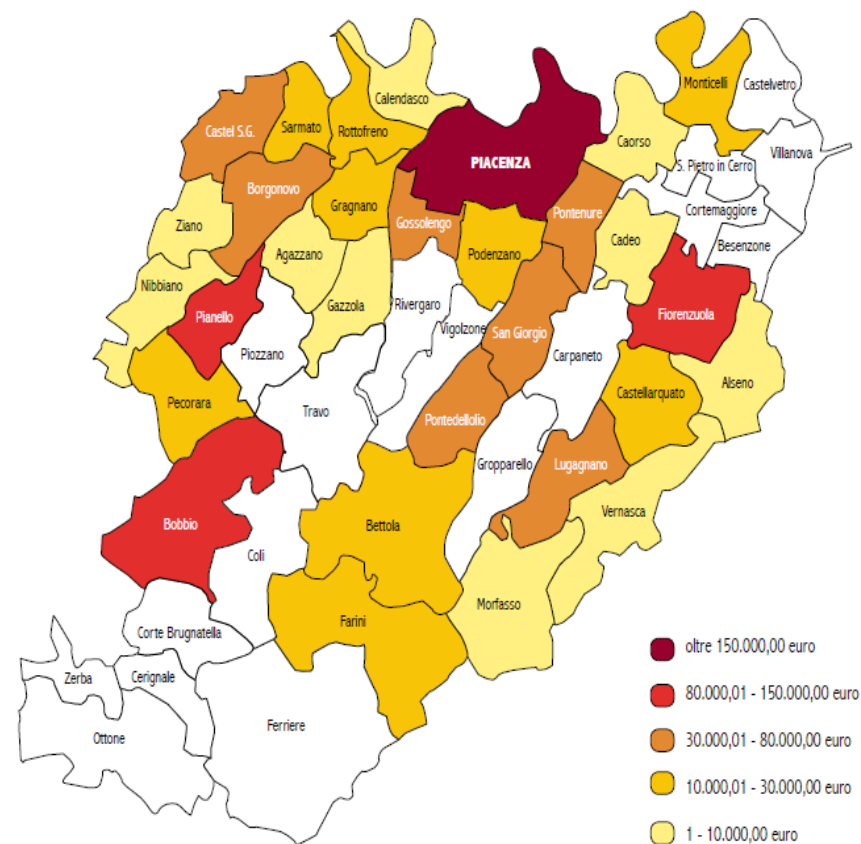 Monticelli
Castelvetro
Calendasco
Castel S.G.
Sarmato
Rottofreno
Caorso
Villanova
PIACENZA
S. Pietro in Cerro
Borgonovo
Gragnano
Gossolengo
Pontenure
Cortemaggiore
Ziano
Agazzano
Podenzano
Cadeo
Besenzone
Nibbiano
Gazzola
Rivergaro
Pianello
Vigolzone
San Giorgio
Fiorenzuola
Piozzano
Carpaneto
Alseno
Pecorara
Travo
Castellarquato
Pontedellolio
Gropparello
Lugagnano
Bobbio
Bettola
Vernasca
Coli
Morfasso
Farini
Corte Brugnatella
Zerba
Cerignale
Ferriere
Ottone
oltre 150.000,00 euro
80.000,01 - 150.000,00 euro
30.000,01 - 80.000,00 euro
10.000,01 - 30.000,00 euro
1 - 10.000,00 euro